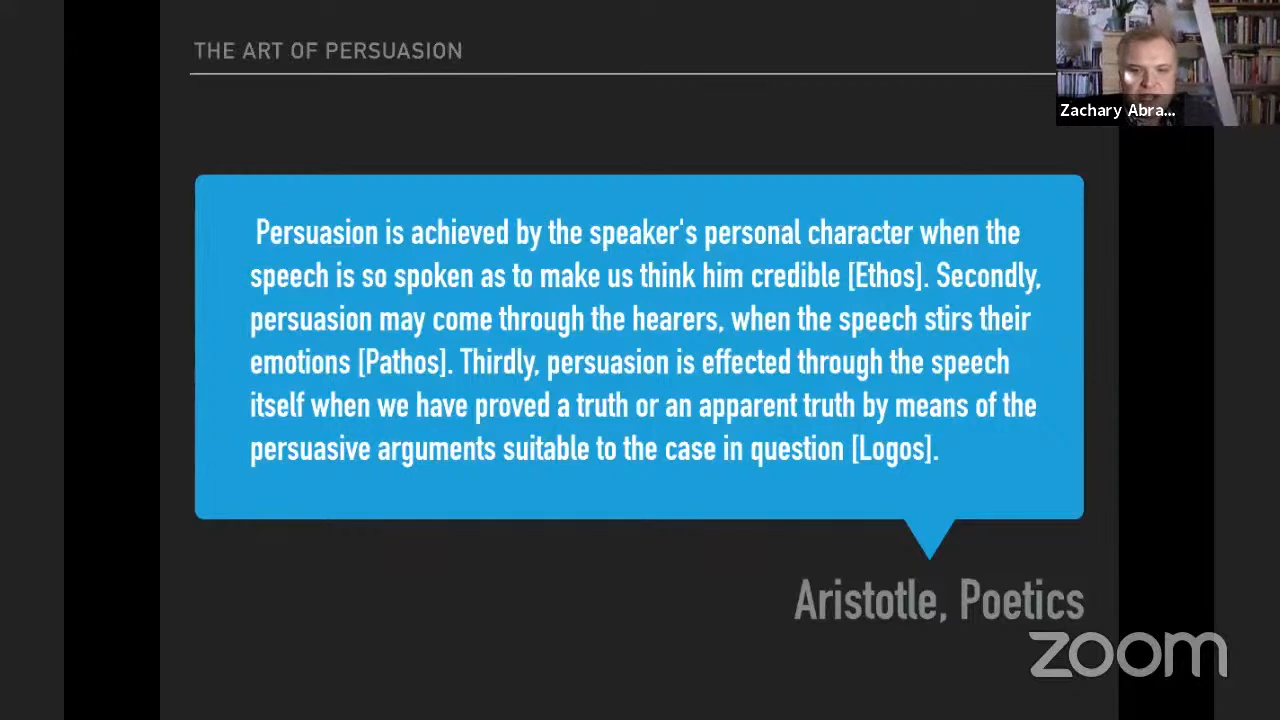 THE ART OF PERSUASION
Zachary Abra...
Persuasion is achieved by the speaker's personal character when the
speech is so spoken as to make us think him credible [Ethos]. Secondly,
persuasion may come through the hearers, when the speech stirs their
emotions [Pathos]. Thirdly, persuasion is effected through the speech
itself when we have proved a truth or an apparent truth by means of the
persuasive arguments suitable to the case in question [Logos].
Aristotle, Poetics
zoom